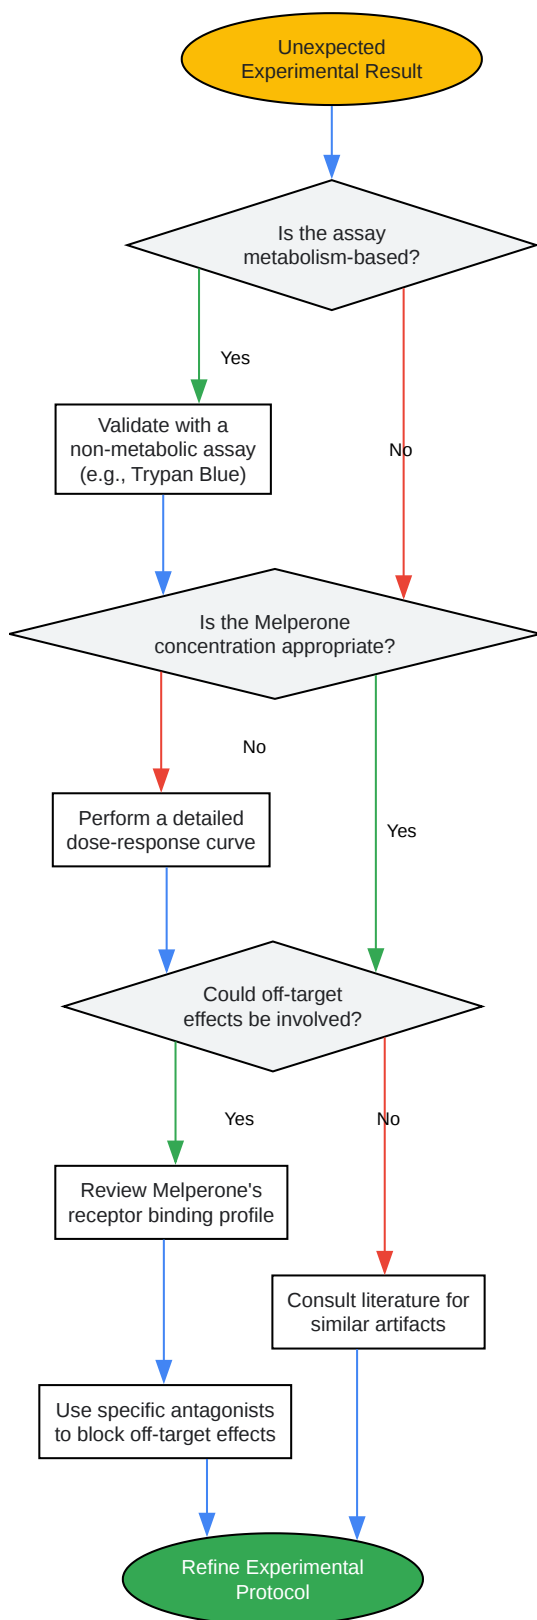 Unexpected
Experimental Result
Is the assay
metabolism-based?
Yes
Validate with a
non-metabolic assay
(e.g., Trypan Blue)
No
Is the Melperone
concentration appropriate?
No
Perform a detailed
dose-response curve
Yes
Could off-target
effects be involved?
Yes
No
Review Melperone's
receptor binding profile
Consult literature for
similar artifacts
Use specific antagonists
to block off-target effects
Refine Experimental
Protocol